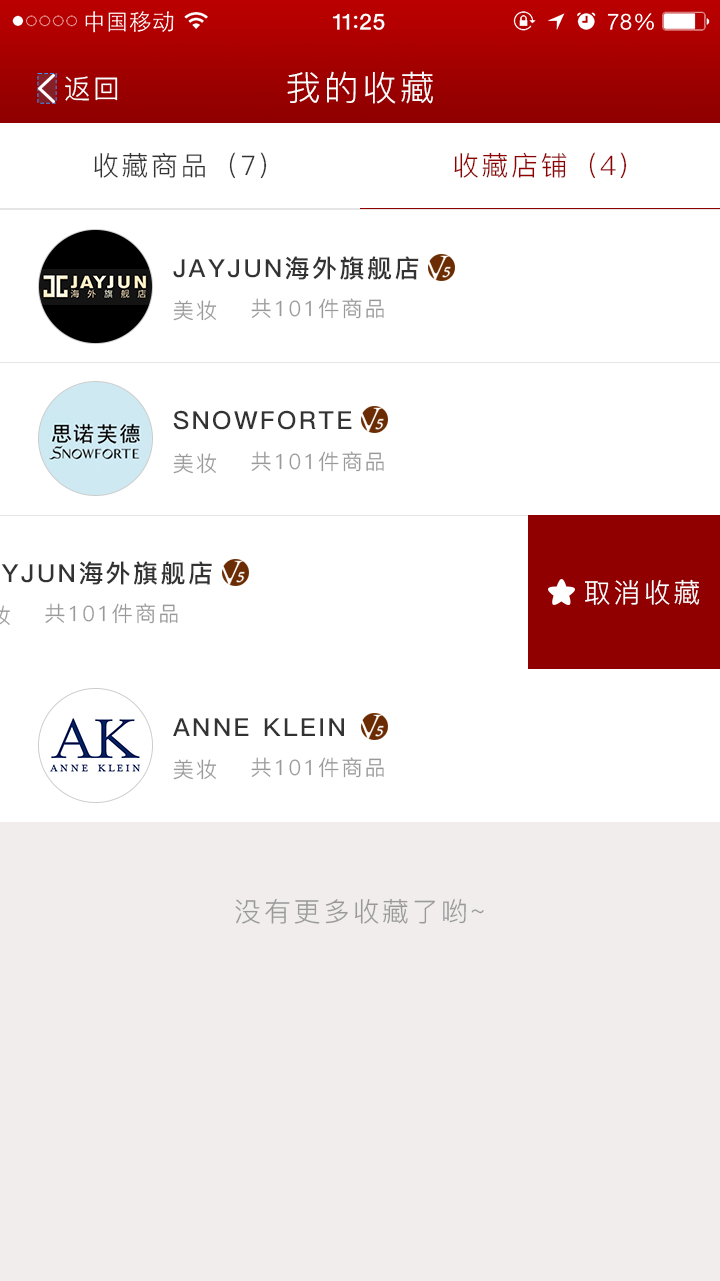 中国移动 11:25 78%
返回 我的收藏
收藏商品（7） 收藏店铺（4）
JAYJUN
海外旗舰店
JAYJUN海外旗舰店 V5
美妆 共101件商品
思诺芙德
SNOWFORTE
SNOWFORTE V5
美妆 共101件商品
YJUN海外旗舰店 V5
妆 共101件商品
取消收藏
AK
ANNE KLEIN
ANNE KLEIN V5
美妆 共101件商品
没有更多收藏了哟~